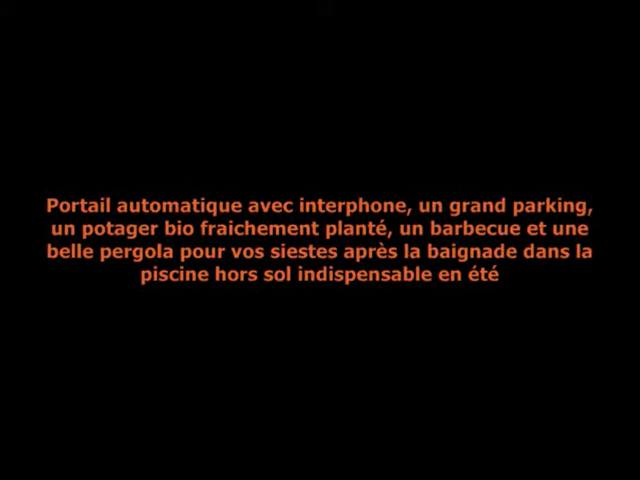 Portail automatique avec interphone, un grand parking,
un potager bio fraichement planté, un barbecue et une
belle pergola pour vos siestes après la baignade dans la
piscine hors sol indispensable en été